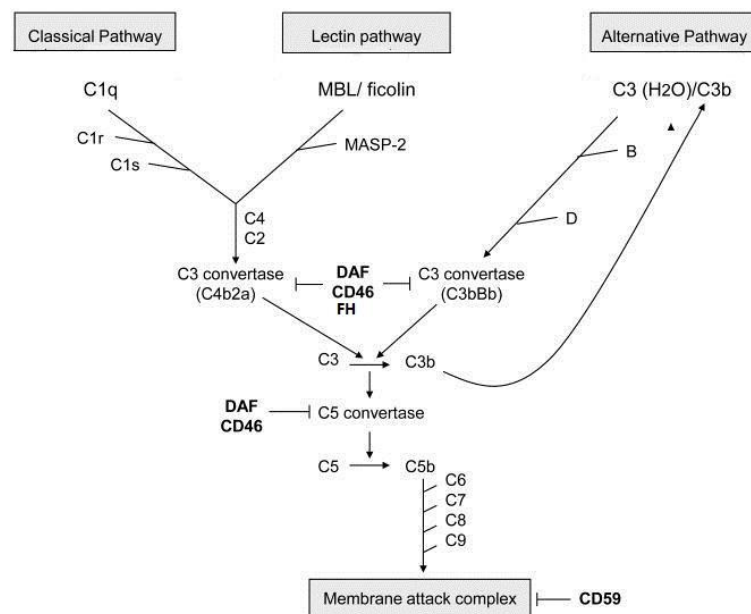 Classical Pathway
Lectin pathway
Alternative Pathway
C1q
MBL/ ficolin
C3 (H2O)/C3b
C1r
C1s
MASP-2
B
D
C4
C2
C3 convertase
(C4b2a)
DAF
CD46
FH
C3 convertase
(C3bBb)
C3
C3b
DAF
CD46
C5 convertase
C5
C5b
C6
C7
C8
C9
Membrane attack complex
CD59